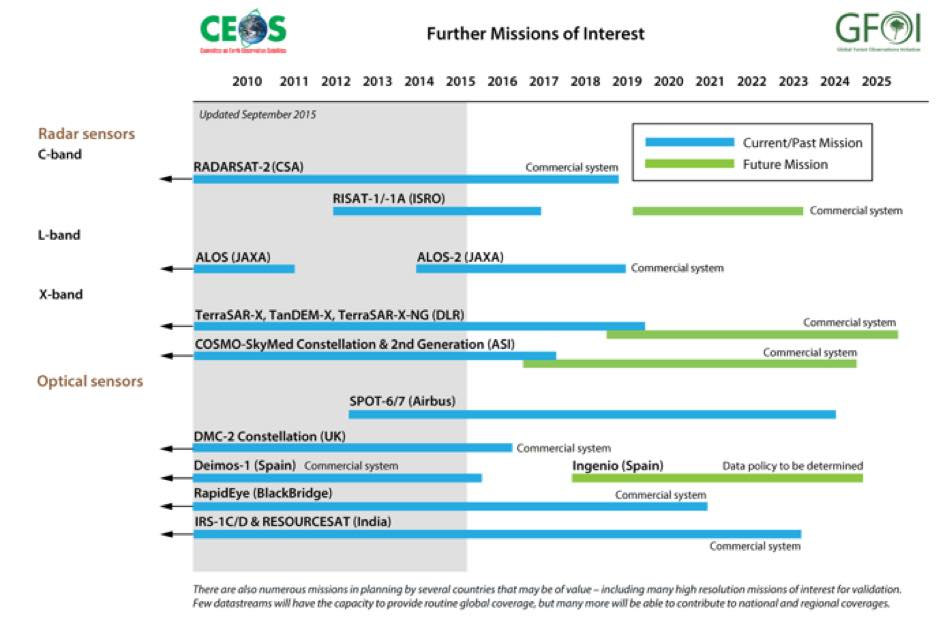 CEOS
Committee on Earth Observation Satellites
Further Missions of Interest
GFOI
Global Forest Observations Initiative
2010 2011 2012 2013 2014 2015 2016 2017 2018 2019 2020 2021 2022 2023 2024 2025
Updated September 2015
Radar sensors
Current/Past Mission
Future Mission
C-band
RADARSAT-2 (CSA) Commercial system
RISAT-1/-1A (ISRO)
Commercial system
L-band
ALOS (JAXA) ALOS-2 (JAXA)
Commercial system
X-band
TerraSAR-X, TanDEM-X, TerraSAR-X-NG (DLR)
Commercial system
COSMO-SkyMed Constellation & 2nd Generation (ASI)
Commercial system
Optical sensors
SPOT-6/7 (Airbus)
DMC-2 Constellation (UK)
Commercial system
Deimos-1 (Spain) Commercial system Ingenio (Spain) Data policy to be determined
RapidEye (BlackBridge) Commercial system
IRS-1C/D & RESOURCESAT (India)
Commercial system
There are also numerous missions in planning by several countries that may be of value – including many high resolution missions of interest for validation.
Few datastreams will have the capacity to provide routine global coverage, but many more will be able to contribute to national and regional coverages.